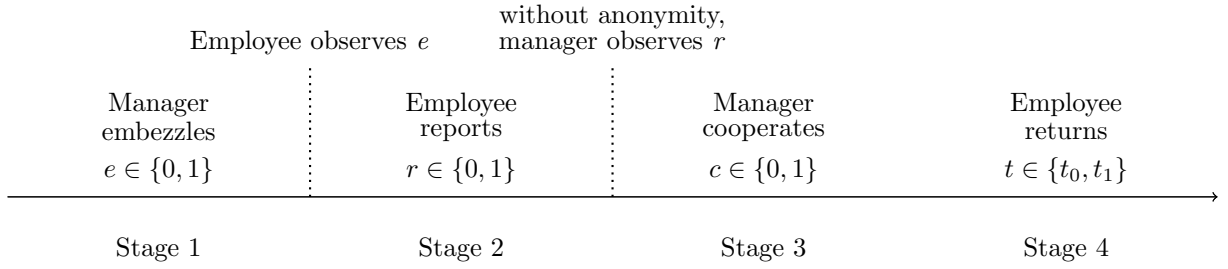 without anonymity,
Employee observes e
manager observes r
Manager
embezzles
e ∈ {0, 1}
Employee
reports
r ∈ {0, 1}
Manager
cooperates
c ∈ {0, 1}
Employee
returns
t ∈ {t₀, t₁}
Stage 1
Stage 2
Stage 3
Stage 4